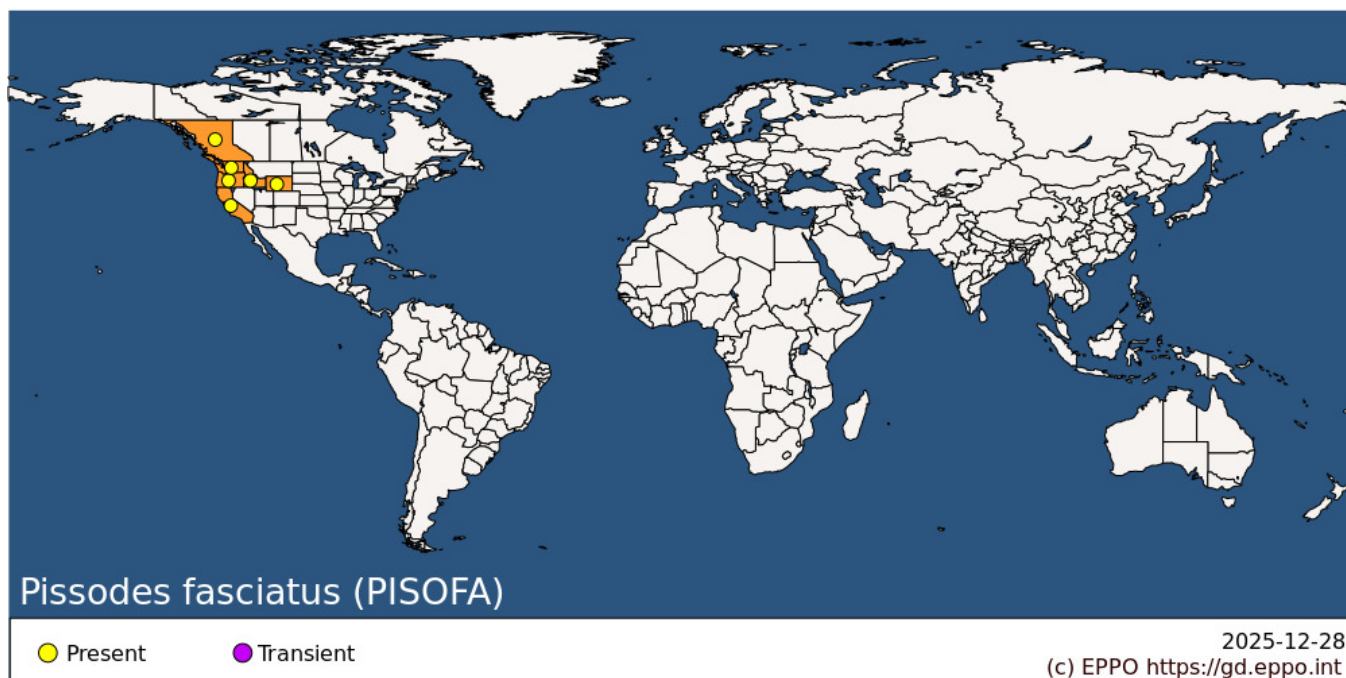 Pissodes fasciatus (PISOFA)
Present
Transient
2025-12-28
(c) EPPO https://gd.eppo.int